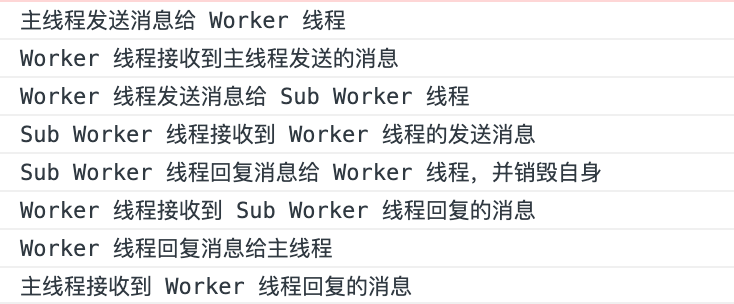 主线程发送消息给 Worker 线程
Worker 线程接收到主线程发送的消息
Worker 线程发送消息给 Sub Worker 线程
Sub Worker 线程接收到 Worker 线程的发送消息
Sub Worker 线程回复消息给 Worker 线程，并销毁自身
Worker 线程接收到 Sub Worker 线程回复的消息
Worker 线程回复消息给主线程
主线程接收到 Worker 线程回复的消息